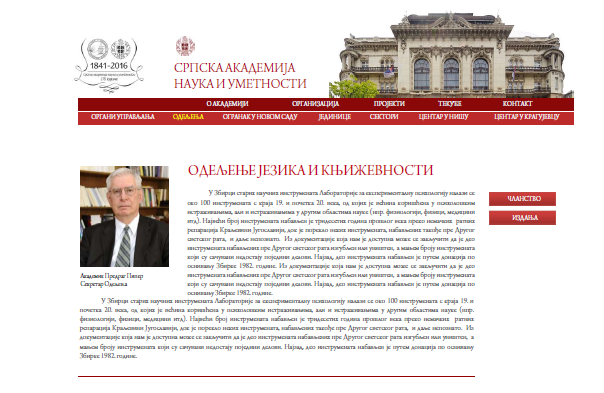 1841-2016
СРПСКА АКАДЕМИЈА
НАУКА И УМЕТНОСТИ
О АКАДЕМИЈИ ОРГАНИЗАЦИЈА ПРОЈЕКТИ ТЕКУЋЕ КОНТАКТ
ОРГАНИ УПРАВЉАЊА ОДЕЉЕЊА ОГРАНАК У НОВОМ САДУ ЈЕДИНИЦЕ СЕКТОРИ ЦЕНТАР У НИШУ ЦЕНТАР У КРАГУЈЕВЦУ
ОДЕЉЕЊЕ ЈЕЗИКА И КЊИЖЕВНОСТИ
У Збирци старих научних инструмената Лабораторије за експерименталну психологију налази се
око 100 инструмената с краја 19. и почетка 20. века, од којих је већина коришћена у психолошким
истраживањима, али и истраживањима у другим областима наука (нпр. физиологији, физици, медицини
итд). Највећи број инструмената набављен је тридесетих година прошлог века преко немачких ратних
репарација Краљевини Југославији, док је порекло неких инструмената, набављених такође пре Другог
светског рата, и даље непознато. Из документације која нам је доступна може се закључити да је део
инструмената набављених пре Другог светског рата изгубљен или уништен, а мањем броју инструмената
који су сачувани недостају поједини делови. Најзад, део инструмената набављен је путем донација по
оснивању Збирке 1982. године. Из документације која нам је доступна може се закључити да је део
инструмената набављених пре Другог светског рата изгубљен или уништен, а мањем броју инструмената
који су сачувани недостају поједини делови. Најзад, део инструмената набављен је путем донација по
оснивању Збирке 1982. године.
Академик Предраг Пипер
Секретар Одељења
У Збирци старих научних инструмената Лабораторије за експерименталну психологију налази се око 100 инструмената с краја 19. и
почетка 20. века, од којих је већина коришћена у психолошким истраживањима, али и истраживањима у другим областима наука (нпр.
физиологији, физици, медицини итд). Највећи број инструмената набављен је тридесетих година прошлог века преко немачких ратних
репарација Краљевини Југославији, док је порекло неких инструмената, набављених такође пре Другог светског рата, и даље непознато. Из
документације која нам је доступна може се закључити да је део инструмената набављених пре Другог светског рата изгубљен или уништен, а
мањем броју инструмената који су сачувани недостају поједини делови. Најзад, део инструмената набављен је путем донација по оснивању
Збирке 1982. године.
ЧЛАНСТВО
ИЗДАЊА